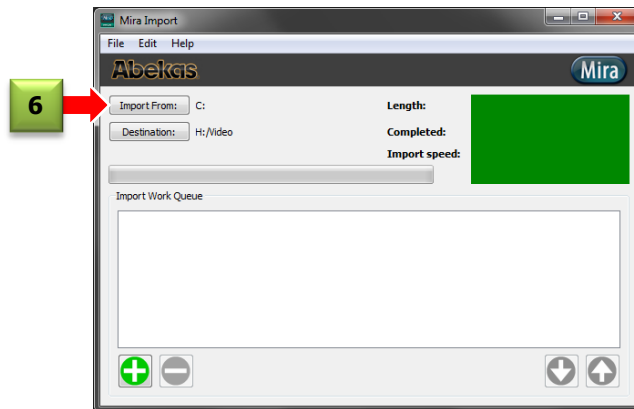 Mira Import
File Edit Help
Abekas
Mira
6
Import From: C:
Length:
Destination: H:/Video
Completed:
Import speed:
Import Work Queue